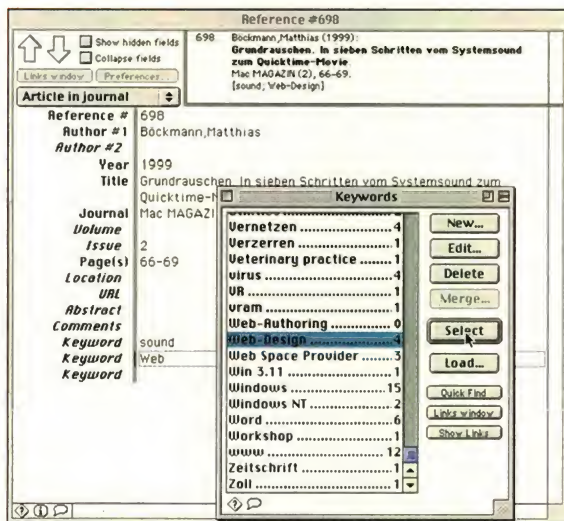 Reference #698
Show hidden fields
Collapse fields
Links window
Preferences...
698 Böckmann,Matthias (1999):
Grundrauschen. In sieben Schritten vom Systemsound
zum Quicktime-Movie.
Mac MAGAZIN (2), 66-69.
[sound; Web-Design]
Article in journal
Reference # 698
Author #1 Böckmann,Matthias
Author #2
Year 1999
Title Grundrauschen. In sieben Schritten vom Systemsound zum
Quicktime-M
Journal Mac MAGAZI
Volume
Issue 2
Page(s) 66-69
Location
URL
Abstract
Comments
Keyword sound
Keyword Web
Keyword
Keywords
Vernetzen 4
Verzerren 1
Veterinary practice 1
virus 4
VR 1
vram 1
Web-Authoring 0
Web-Design 4
Web Space Provider 3
Win 3.11 1
Windows 15
Windows NT 2
Word 6
Workshop 1
www 12
Zeitschrift 1
Zoll 1
New...
Edit...
Delete
Merge...
Select
Load...
Quick Find
Links window
Show Links